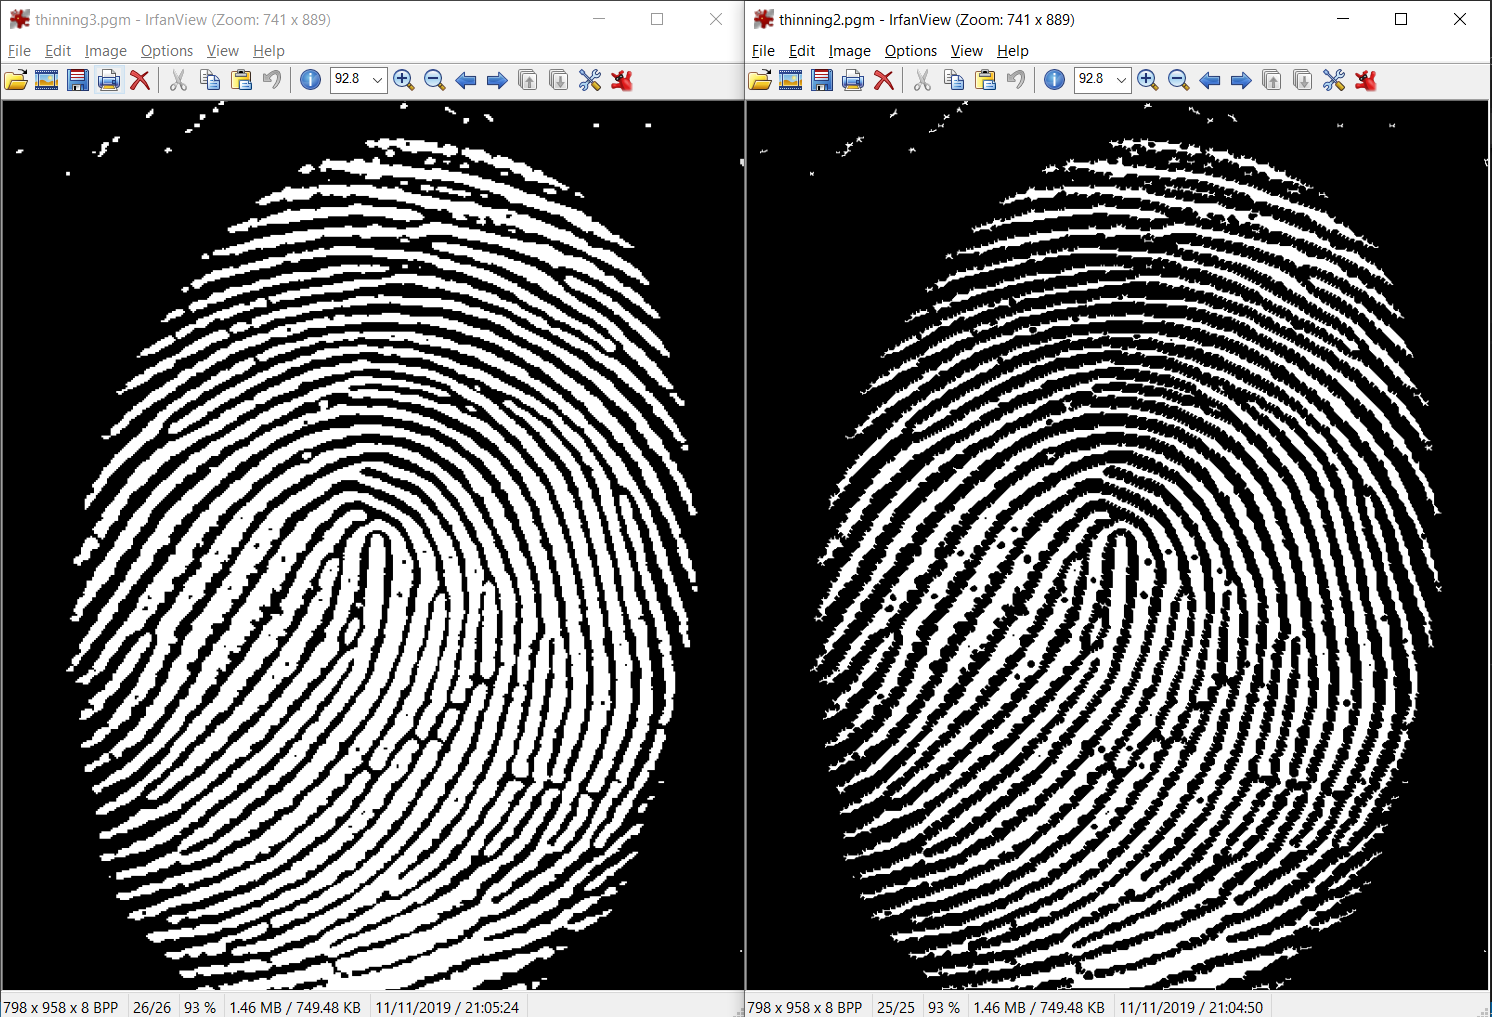 thinning3.pgm - IrfanView (Zoom: 741 x 889)
File Edit Image Options View Help
92.8
798 x 958 x 8 BPP 26/26 93 % 1.46 MB / 749.48 KB 11/11/2019 / 21:05:24
thinning2.pgm - IrfanView (Zoom: 741 x 889)
File Edit Image Options View Help
92.8
798 x 958 x 8 BPP 25/25 93 % 1.46 MB / 749.48 KB 11/11/2019 / 21:04:50